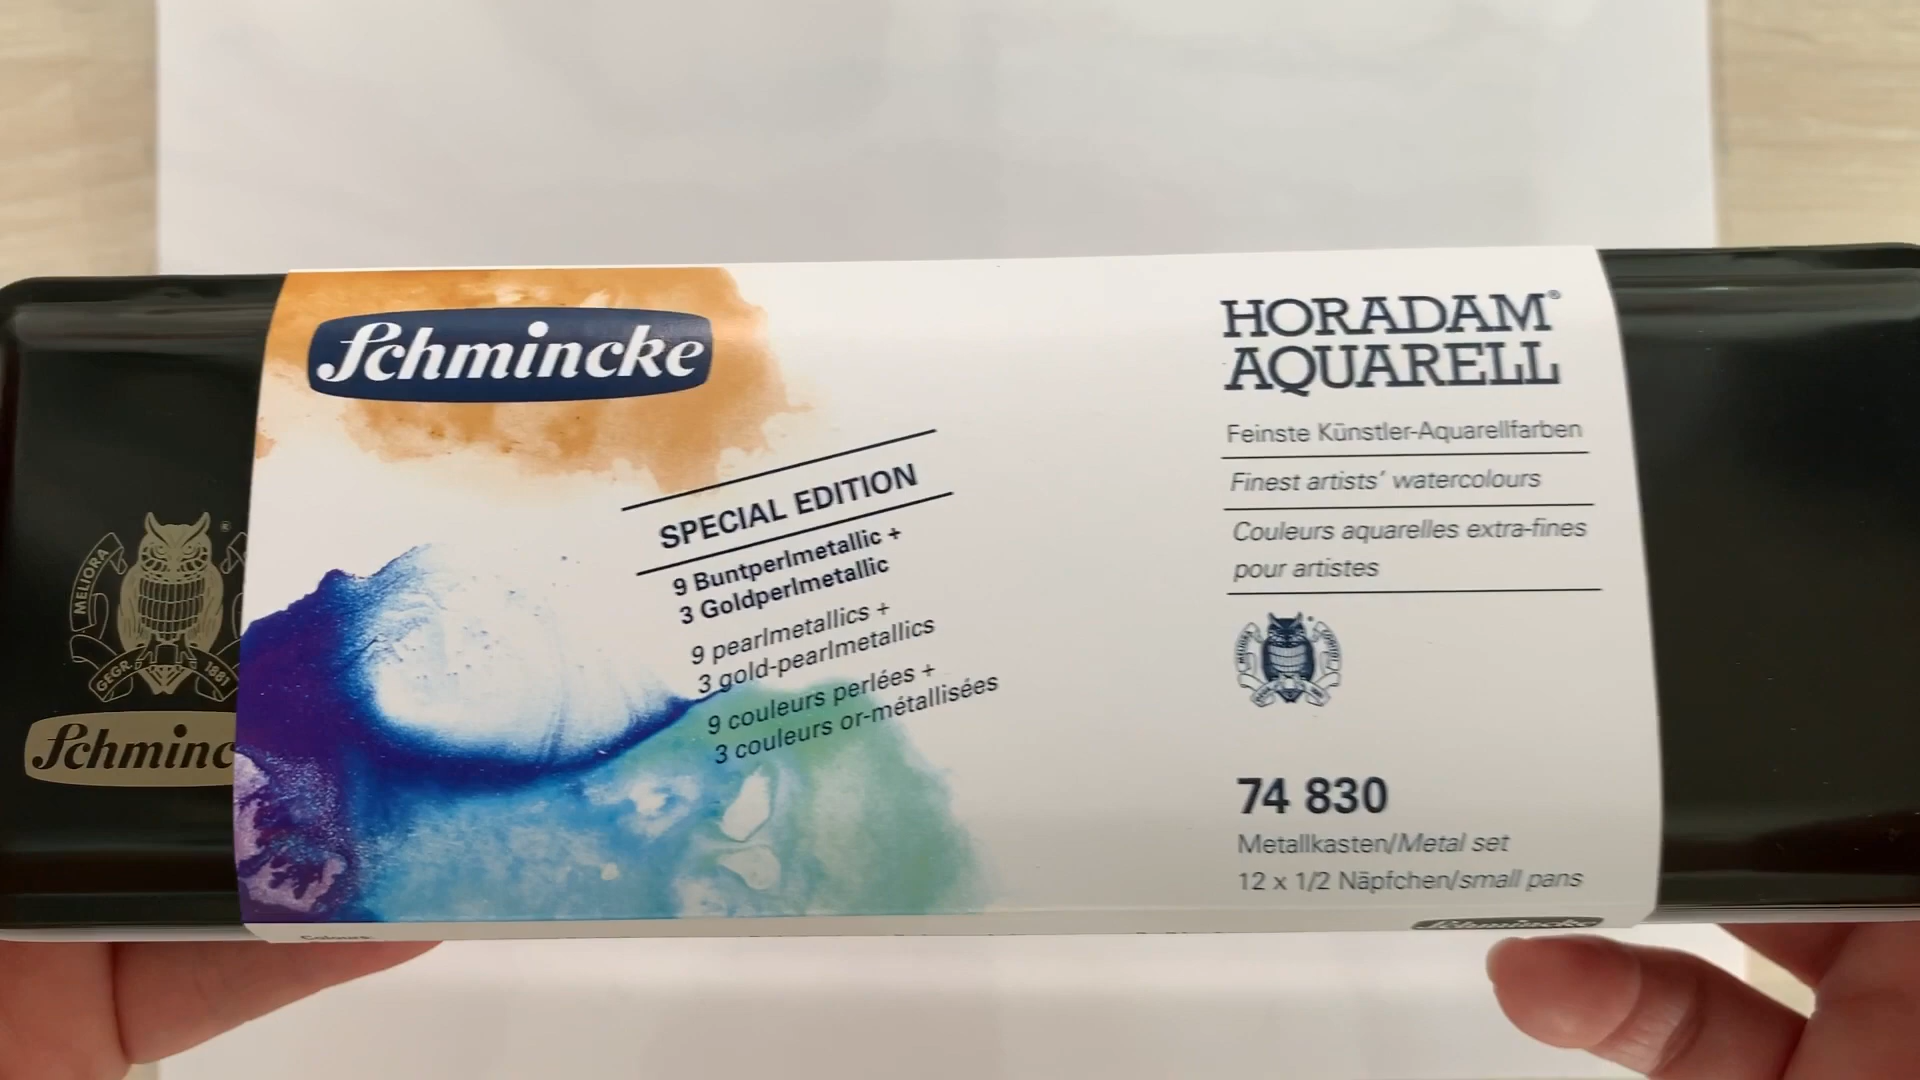 Schmincke
SPECIAL EDITION
9 Buntperlmetallic +
3 Goldperlmetallic
9 pearlmetallics +
3 gold-pearlmetallics
9 couleurs perlées +
3 couleurs or-métallisées
HORADAM®
AQUARELL
Feinste Künstler-Aquarellfarben
Finest artists' watercolours
Couleurs aquarelles extra-fines
pour artistes
74 830
Metallkasten/Metal set
12 x 1/2 Näpfchen/small pans
MELIORA
®
GEGR. 1881
Schminc
Schmincke